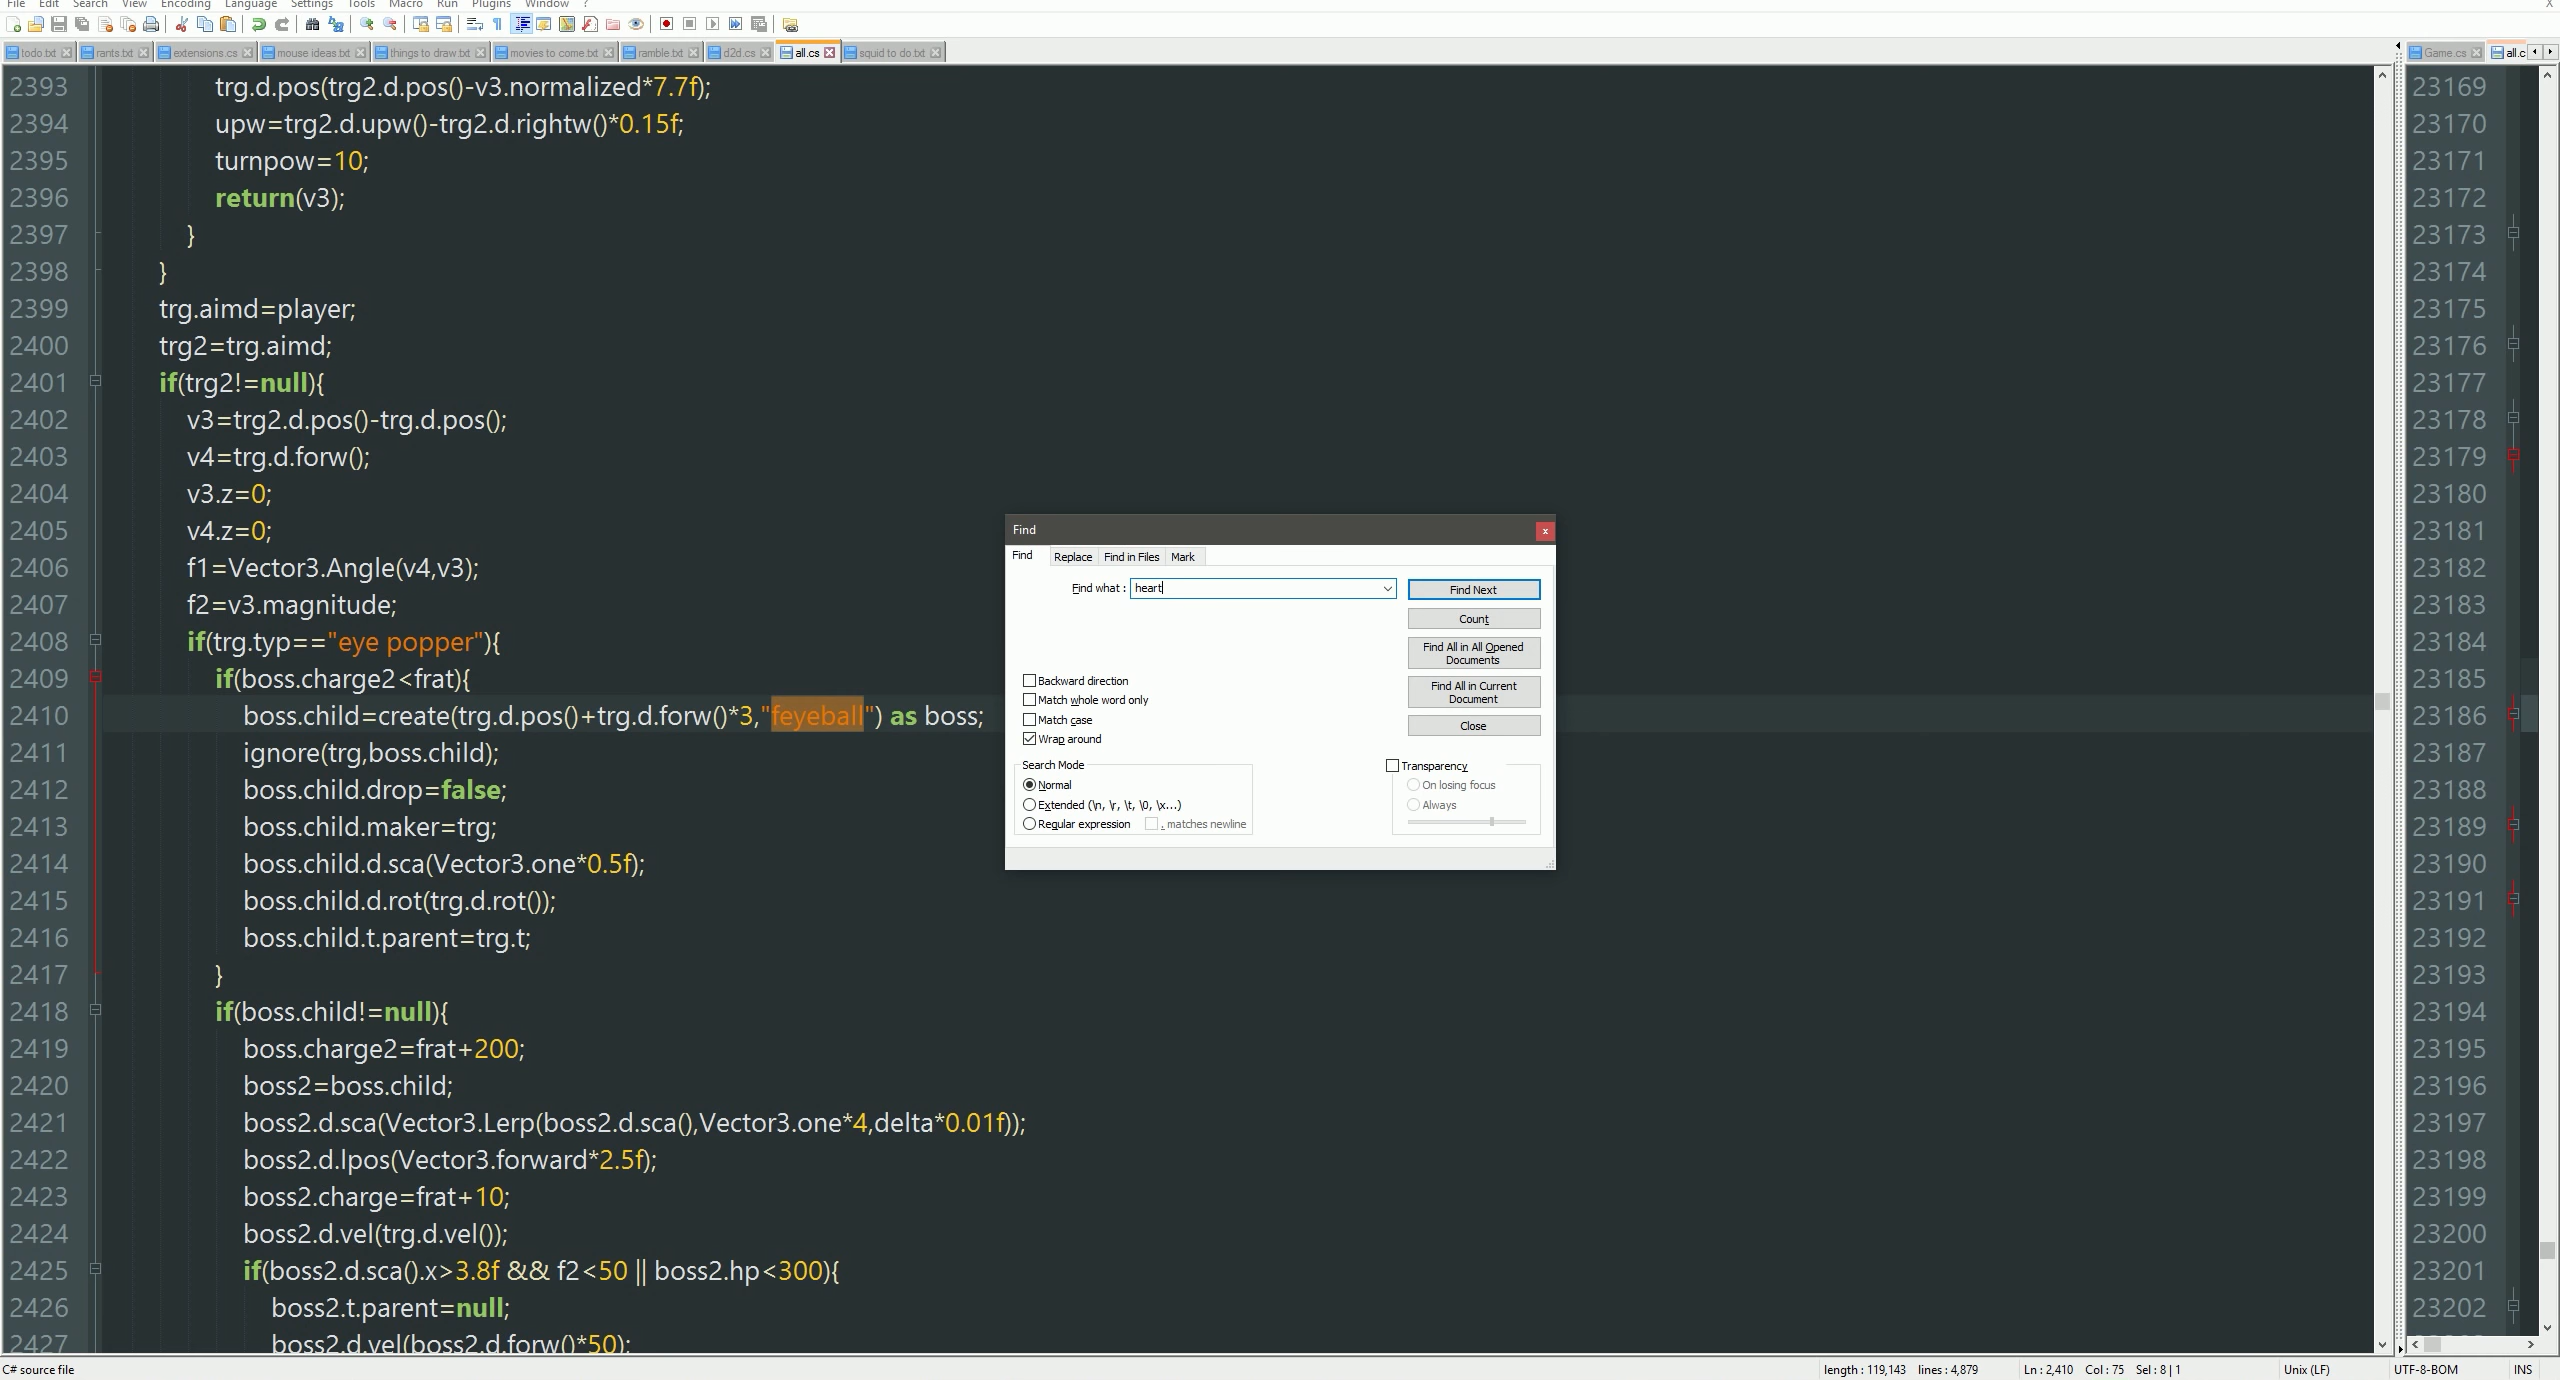 File Edit Search View Encoding Language Settings Tools Macro Run Plugins Window ? X
todo.txt rants.txt extensions.cs mouse ideas.txt things to draw.txt movies to come.txt ramble.txt d2d.cs all.cs squid to do.txt Game.cs all.c
2393 trg.d.pos(trg2.d.pos()-v3.normalized*7.7f);
2394 upw=trg2.d.upw()-trg2.d.rightw()*0.15f;
2395 turnpow=10;
2396 return(v3);
2397 }
2398 }
2399 trg.aimd=player;
2400 trg2=trg.aimd;
2401 if(trg2!=null){
2402 v3=trg2.d.pos()-trg.d.pos();
2403 v4=trg.d.forw();
2404 v3.z=0;
2405 v4.z=0;
2406 f1=Vector3.Angle(v4,v3);
2407 f2=v3.magnitude;
2408 if(trg.typ=="eye popper"){
2409 if(boss.charge2<frat){
2410 boss.child=create(trg.d.pos()+trg.d.forw()*3,"feyeball") as boss;
2411 ignore(trg,boss.child);
2412 boss.child.drop=false;
2413 boss.child.maker=trg;
2414 boss.child.d.sca(Vector3.one*0.5f);
2415 boss.child.d.rot(trg.d.rot());
2416 boss.child.t.parent=trg.t;
2417 }
2418 if(boss.child!=null){
2419 boss.charge2=frat+200;
2420 boss2=boss.child;
2421 boss2.d.sca(Vector3.Lerp(boss2.d.sca(),Vector3.one*4,delta*0.01f));
2422 boss2.d.lpos(Vector3.forward*2.5f);
2423 boss2.charge=frat+10;
2424 boss2.d.vel(trg.d.vel());
2425 if(boss2.d.sca().x>3.8f && f2<50 || boss2.hp<300){
2426 boss2.t.parent=null;
2427 boss2.d.vel(boss2.d.forw()*50);
Find x
Find Replace Find in Files Mark
Find what : heart
Find Next
Count
Find All in All Opened
Documents
Find All in Current
Document
Close
Backward direction
Match whole word only
Match case
Wrap around
Search Mode
Normal
Extended (\n, \r, \t, \0, \x...)
Regular expression . matches newline
Transparency
On losing focus
Always
23169
23170
23171
23172
23173
23174
23175
23176
23177
23178
23179
23180
23181
23182
23183
23184
23185
23186
23187
23188
23189
23190
23191
23192
23193
23194
23195
23196
23197
23198
23199
23200
23201
23202
C# source file length : 119,143 lines : 4,879 Ln : 2,410 Col : 75 Sel : 8 | 1 Unix (LF) UTF-8-BOM INS